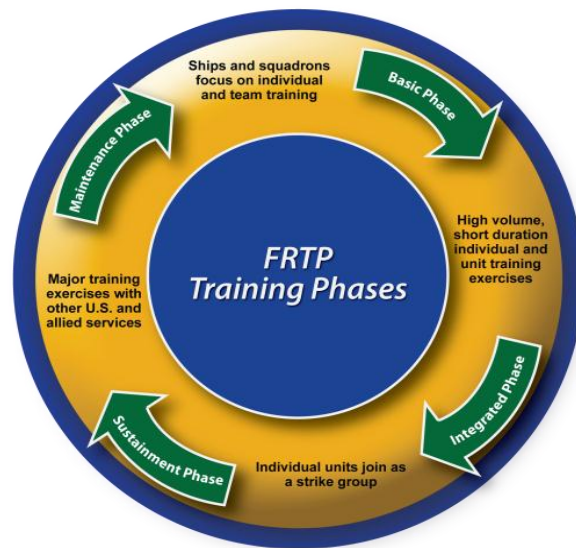 Ships and squadrons
focus on individual
and team training
Basic Phase
High volume,
short duration
individual and
unit training
exercises
Integrated Phase
Individual units join as
a strike group
Sustainment Phase
Major training
exercises with
other U.S. and
allied services
Maintenance Phase
FRTP
Training Phases